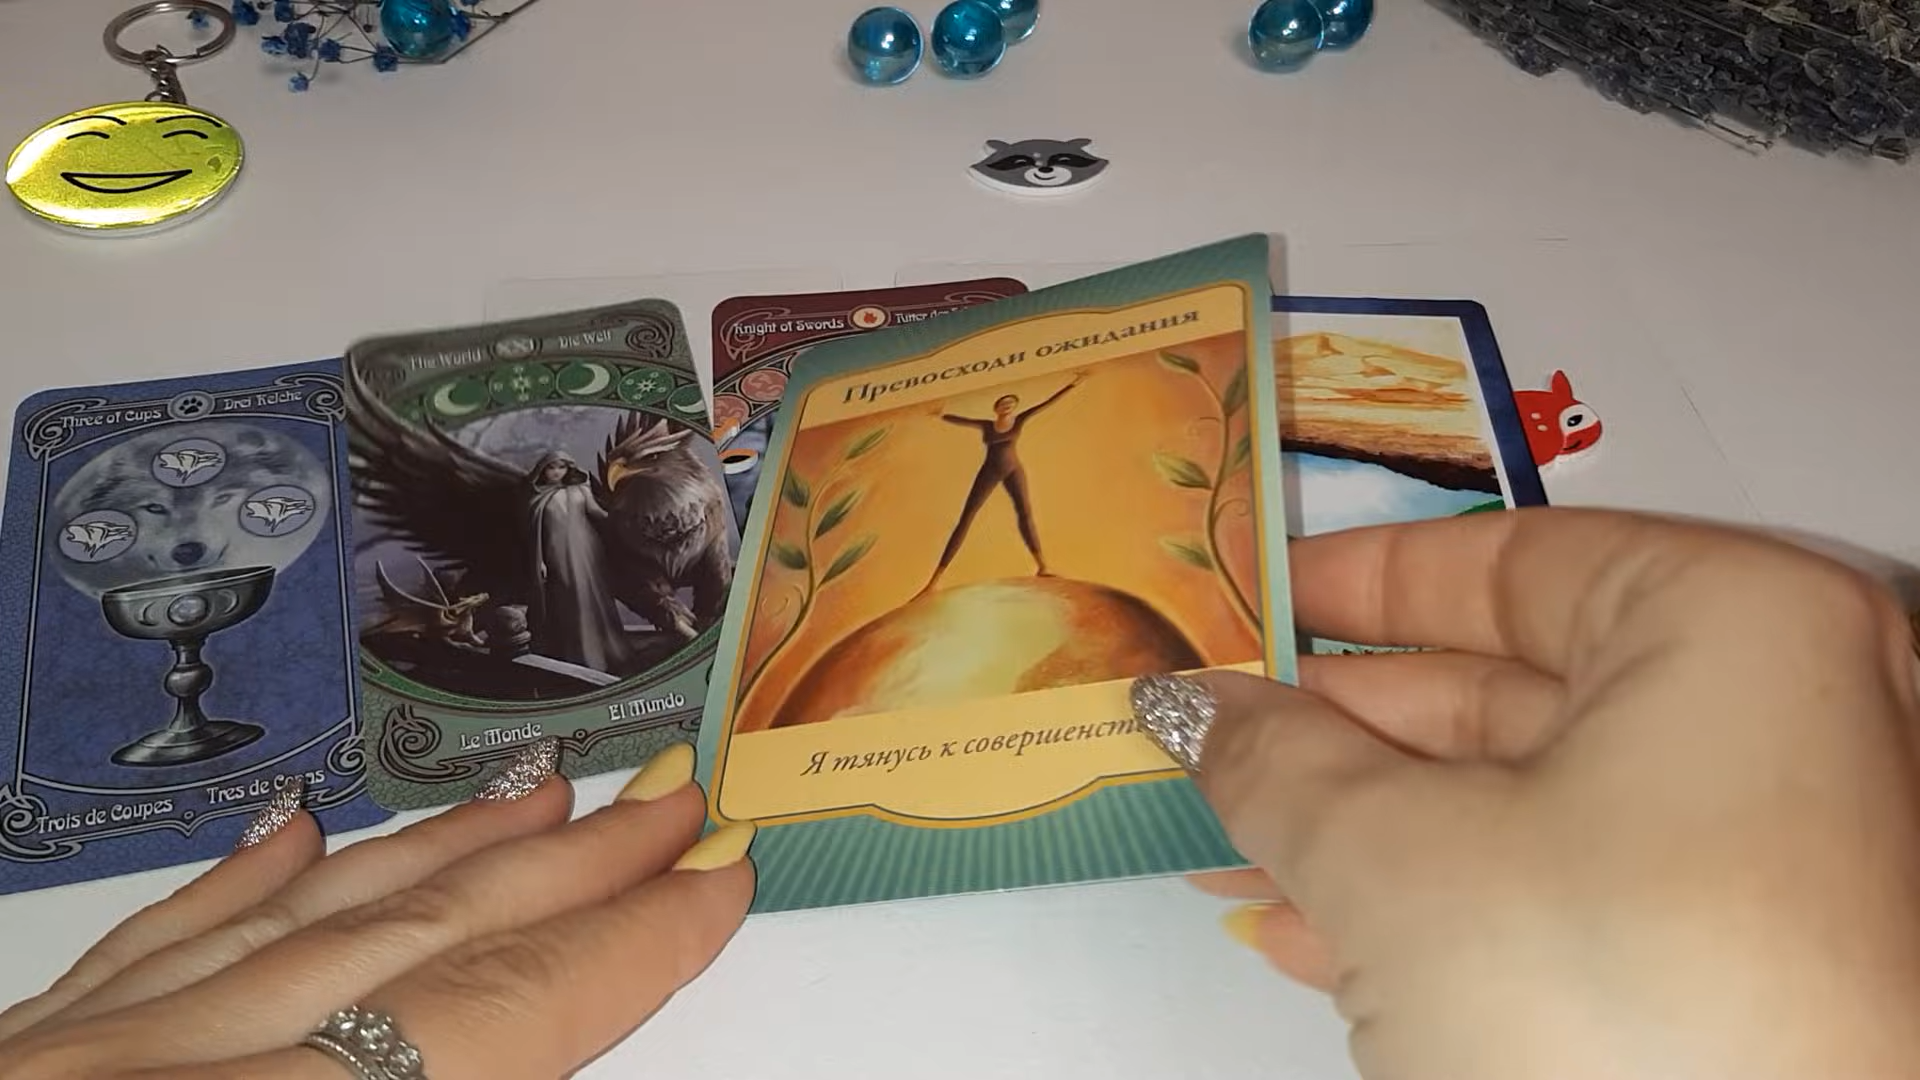 Three of Cups Drei Kelche
Trois de Coupes Tres de Copas
The World XXI Die Welt
Le Monde El Mundo
Knight of Swords
Превосходи ожидания
Я тянусь к